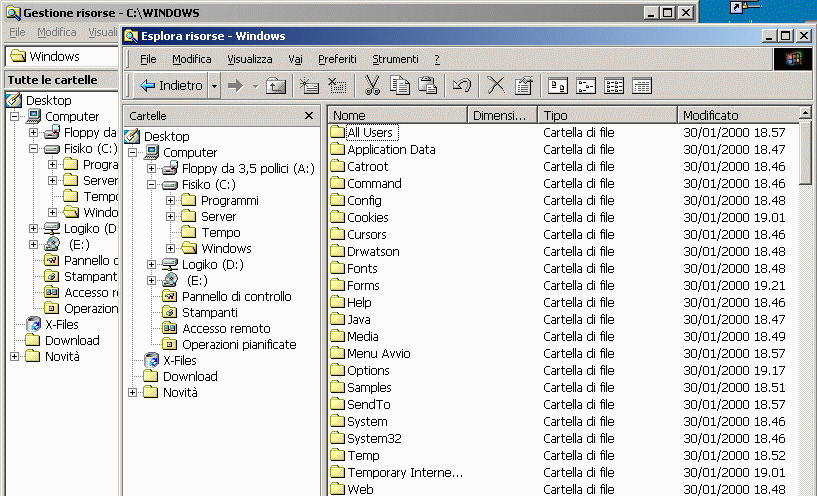 Gestione risorse - C:\WINDOWS
File Modifica Visuali
Windows
Tutte le cartelle
Desktop
Computer
Floppy da
Fisiko (C:)
Progra
Server
Tempo
Windo
Logiko (D
(E:)
Pannello c
Stampant
Accesso re
Operazion
X-Files
Download
Novità
Esplora risorse - Windows
File Modifica Visualizza Vai Preferiti Strumenti ?
Indietro
Cartelle
Desktop
Computer
Floppy da 3,5 pollici (A:)
Fisiko (C:)
Programmi
Server
Tempo
Windows
Logiko (D:)
(E:)
Pannello di controllo
Stampanti
Accesso remoto
Operazioni pianificate
X-Files
Download
Novità
Nome Dimensi... Tipo Modificato
All Users Cartella di file 30/01/2000 18.57
Application Data Cartella di file 30/01/2000 18.47
Catroot Cartella di file 30/01/2000 18.46
Command Cartella di file 30/01/2000 18.46
Config Cartella di file 30/01/2000 18.48
Cookies Cartella di file 30/01/2000 19.01
Cursors Cartella di file 30/01/2000 18.46
Drwatson Cartella di file 30/01/2000 18.48
Fonts Cartella di file 30/01/2000 18.48
Forms Cartella di file 30/01/2000 19.21
Help Cartella di file 30/01/2000 18.46
Java Cartella di file 30/01/2000 18.47
Media Cartella di file 30/01/2000 18.49
Menu Avvio Cartella di file 30/01/2000 18.57
Options Cartella di file 30/01/2000 19.17
Samples Cartella di file 30/01/2000 18.51
SendTo Cartella di file 30/01/2000 18.57
System Cartella di file 30/01/2000 18.46
System32 Cartella di file 30/01/2000 18.46
Temp Cartella di file 30/01/2000 18.52
Temporary Interne... Cartella di file 30/01/2000 19.01
Web Cartella di file 30/01/2000 18.48